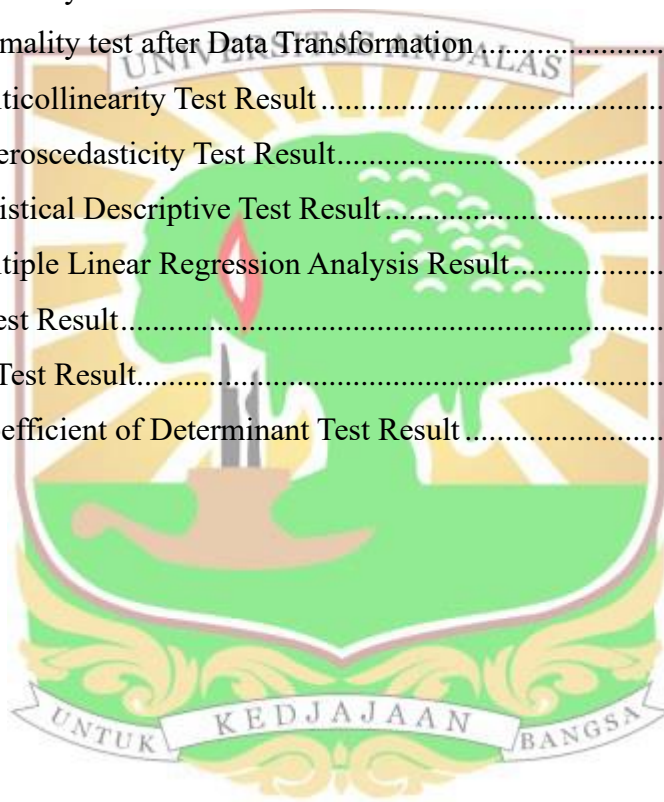 UNIVERSITAS ANDALAS
mality test after Data Transformation ........................
ticollinearity Test Result ........................
eroscedasticity Test Result........................
istical Descriptive Test Result ........................
tiple Linear Regression Analysis Result ........................
est Result........................
Test Result........................
efficient of Determinant Test Result ........................
UNTUK KEDJAJAAN BANGSA